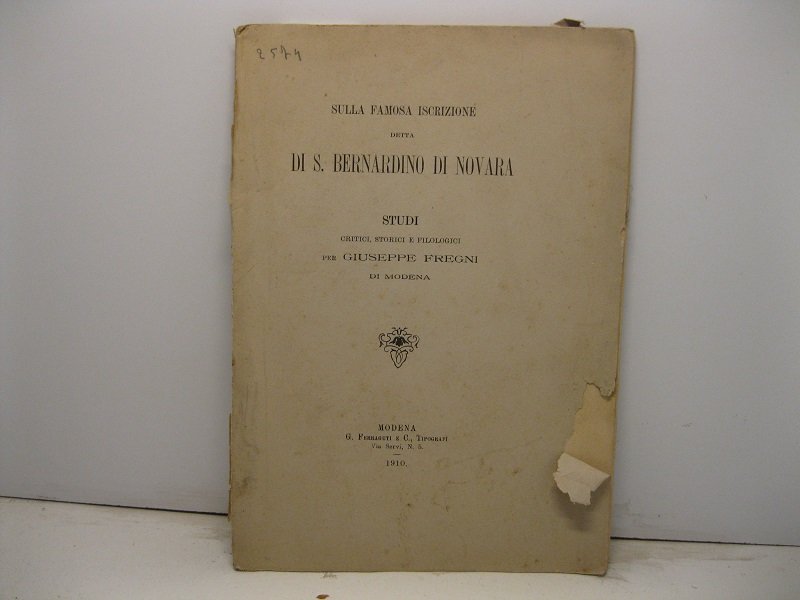 2574
SULLA FAMOSA ISCRIZIONE
DETTA
DI S. BERNARDINO DI NOVARA
STUDI
CRITICI, STORICI E FILOLOGICI
PER GIUSEPPE FREGNI
DI MODENA
MODENA
G. FERRAGUTI E C., TIPOGRAFI
Via Servi, N. 5.
1910.